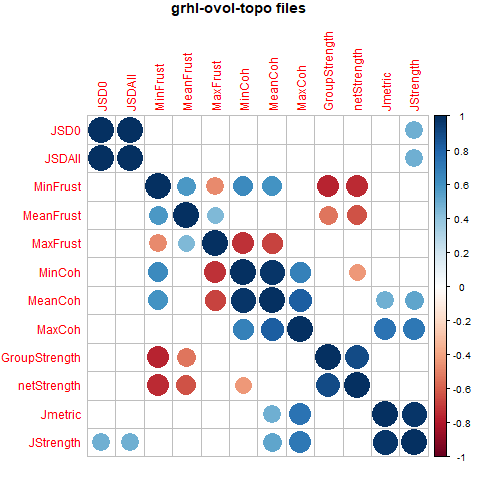 grhl-ovol-topo files
JSD0
JSDAll
MinFrust
MeanFrust
MaxFrust
MinCoh
MeanCoh
MaxCoh
GroupStrength
netStrength
Jmetric
JStrength
JSD0
JSDAll
MinFrust
MeanFrust
MaxFrust
MinCoh
MeanCoh
MaxCoh
GroupStrength
netStrength
Jmetric
JStrength
1
0.8
0.6
0.4
0.2
0
-0.2
-0.4
-0.6
-0.8
-1